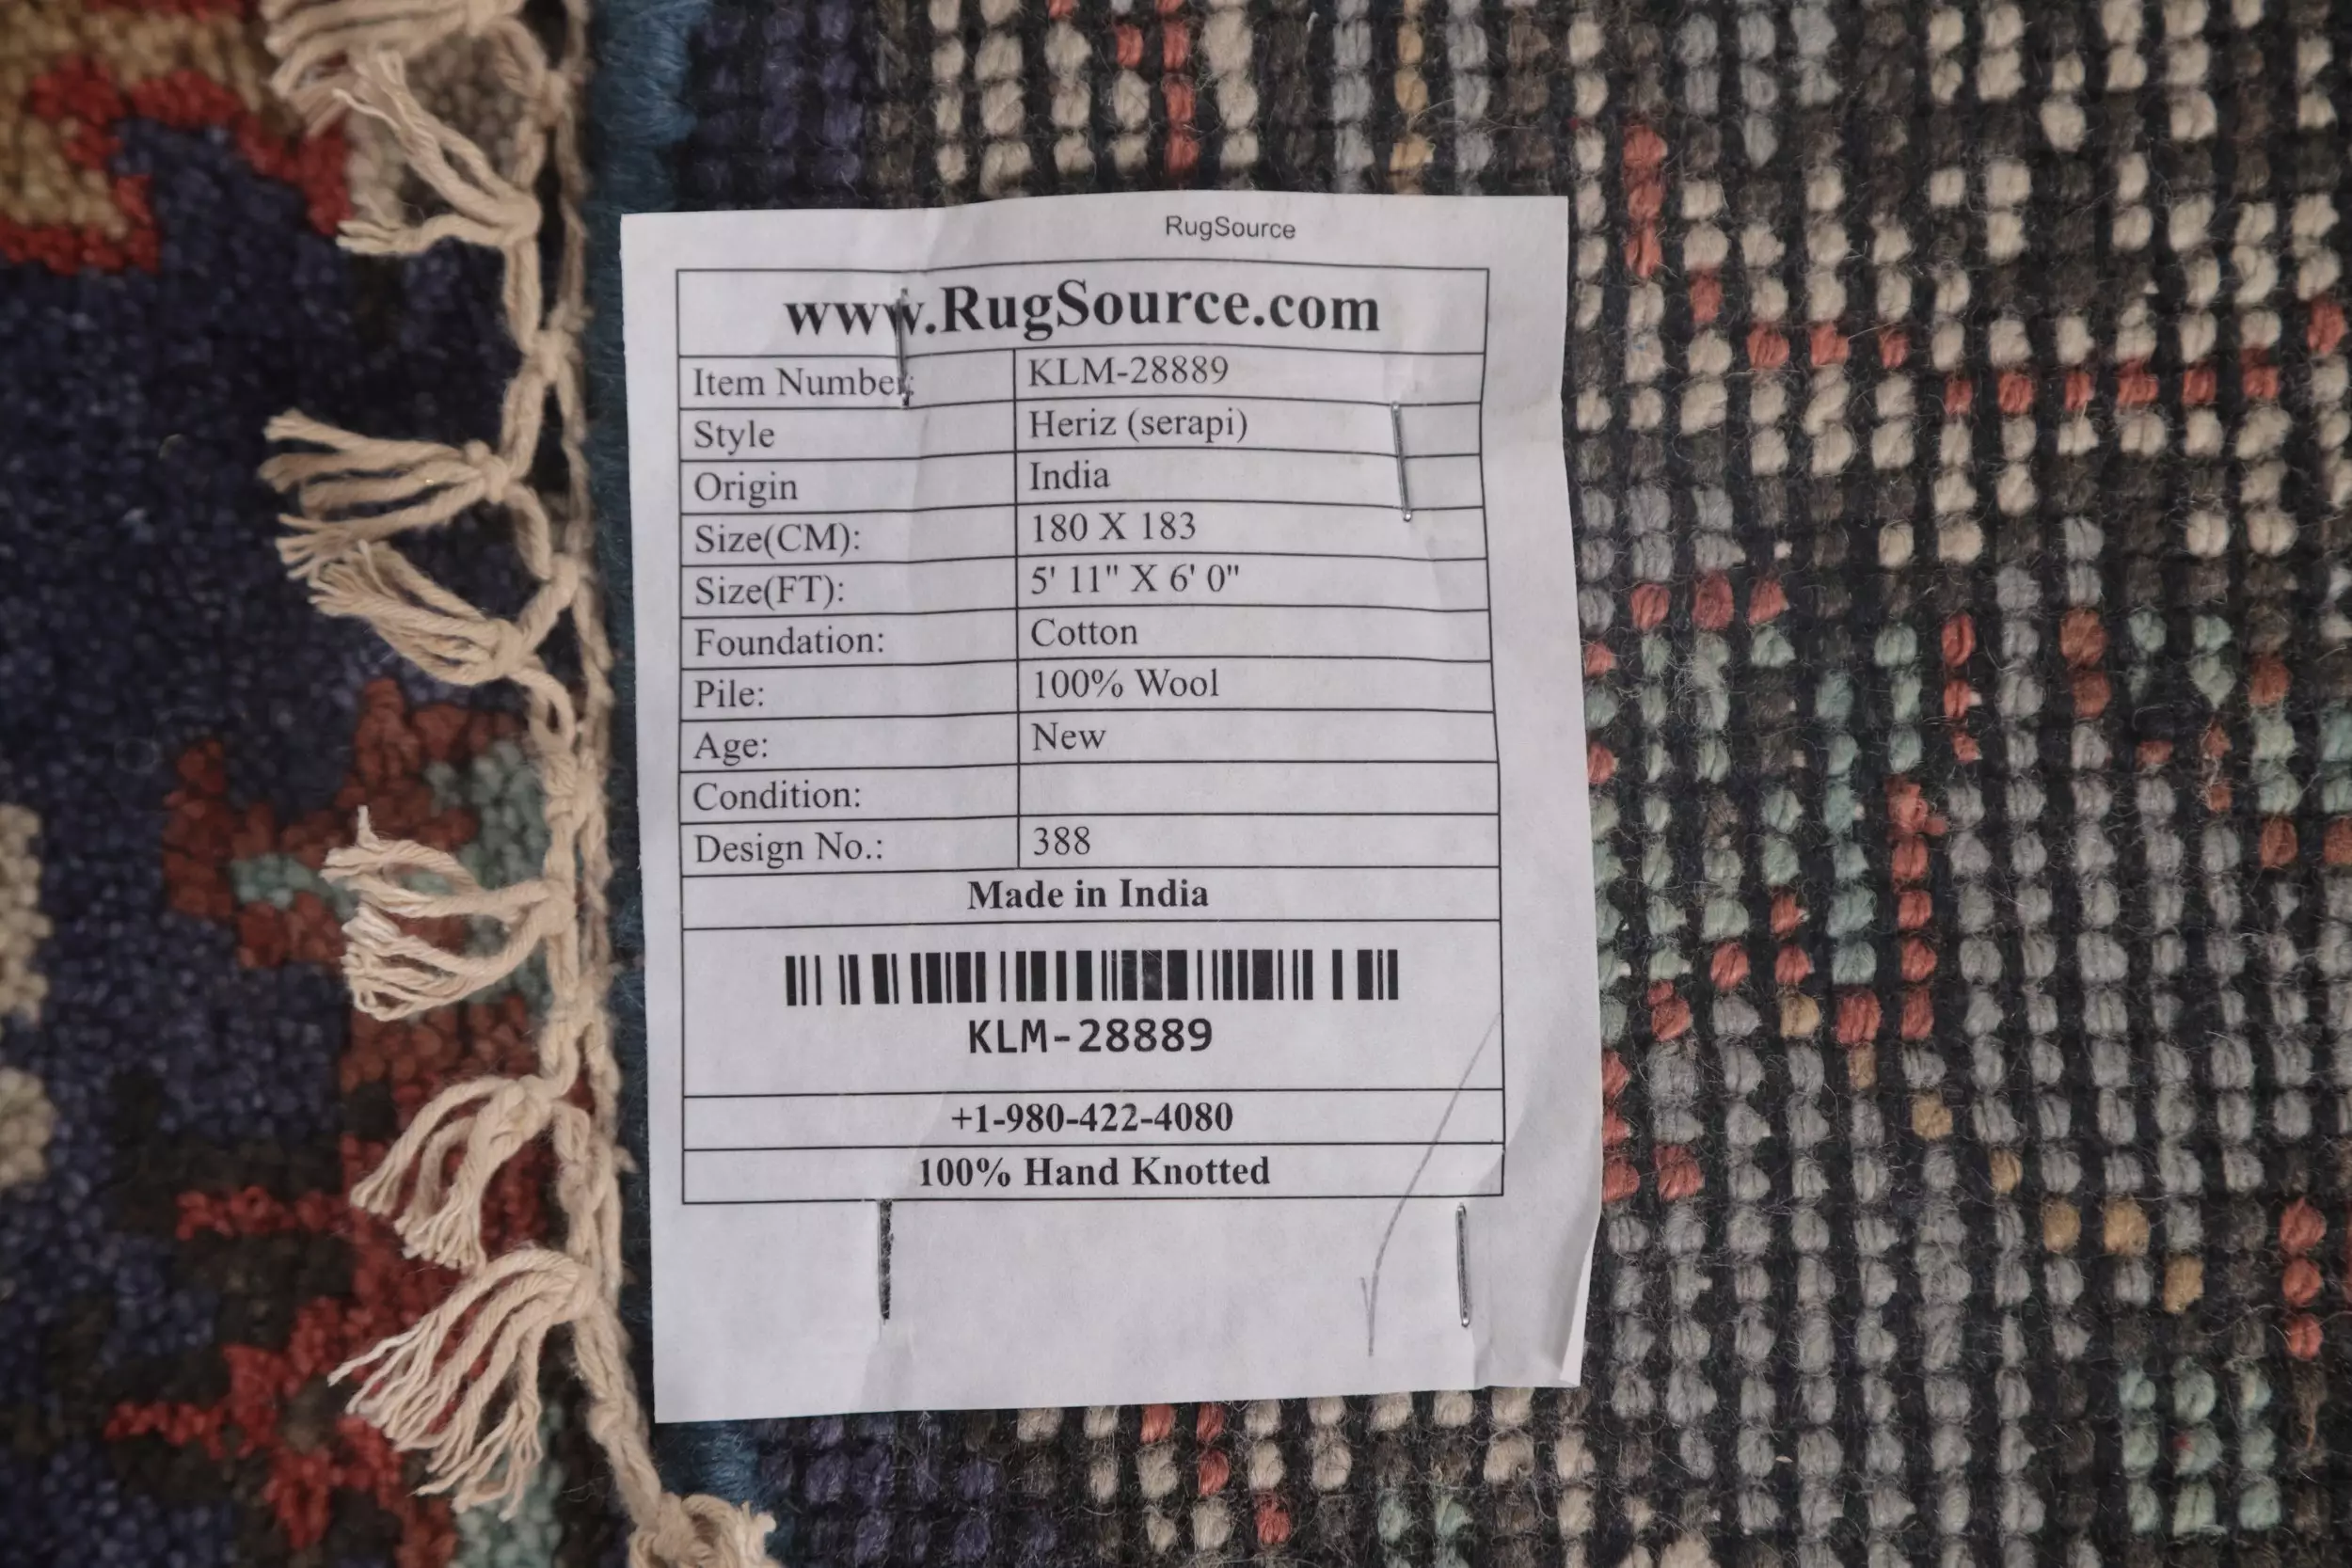 RugSource
www.RugSource.com
Item Number: KLM-28889
Style Heriz (serapi)
Origin India
Size(CM): 180 X 183
Size(FT): 5' 11" X 6' 0"
Foundation: Cotton
Pile: 100% Wool
Age: New
Condition:
Design No.: 388
Made in India
KLM-28889
+1-980-422-4080
100% Hand Knotted